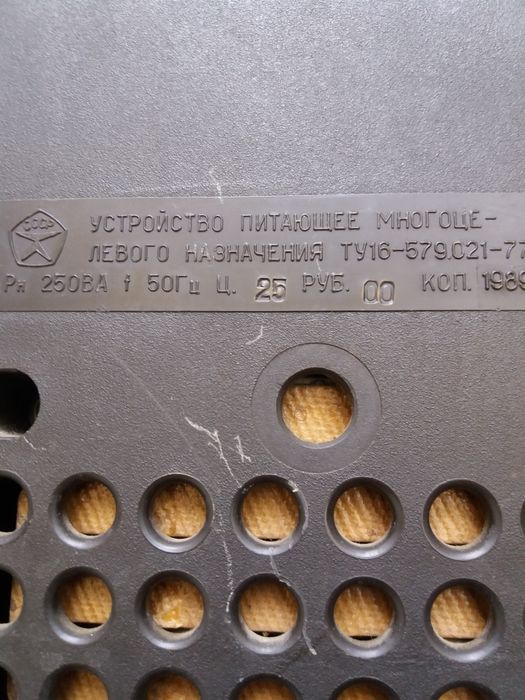 СССР
УСТРОЙСТВО ПИТАЮЩЕЕ МНОГОЦЕ-
ЛЕВОГО НАЗНАЧЕНИЯ ТУ16-579.021-77
Рн 250ВА f 50Гц Ц. 25 РУБ. 00 КОП. 1989